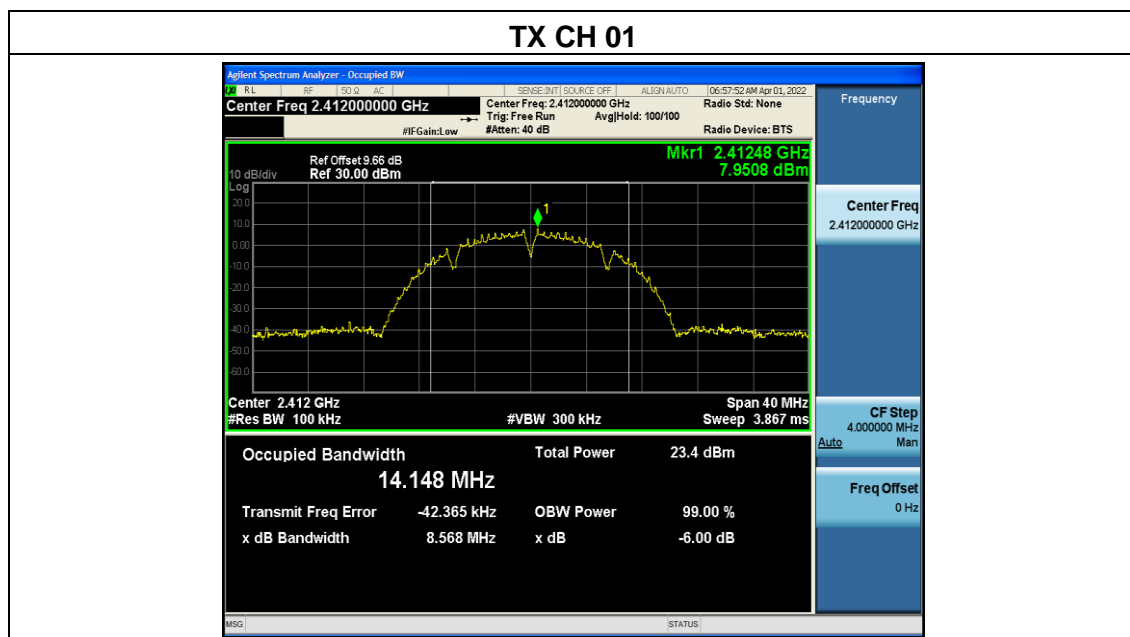 TX CH 01
Agilent Spectrum Analyzer - Occupied BW
LXI RL RF 50 Ω AC SENSE:INT SOURCE OFF ALIGN AUTO 06:57:52 AM Apr 01, 2022
Center Freq 2.412000000 GHz
Center Freq: 2.412000000 GHz
Radio Std: None
Trig: Free Run Avg|Hold: 100/100
#IFGain:Low #Atten: 40 dB Radio Device: BTS
Frequency
Mkr1 2.41248 GHz
7.9508 dBm
Ref Offset 9.66 dB
10 dB/div Ref 30.00 dBm
Log
20.0
10.0
0.00
-10.0
-20.0
-30.0
-40.0
-50.0
-60.0
1
Center Freq
2.412000000 GHz
Center 2.412 GHz Span 40 MHz
#Res BW 100 kHz #VBW 300 kHz Sweep 3.867 ms
CF Step
4.000000 MHz
Auto Man
Occupied Bandwidth Total Power 23.4 dBm
14.148 MHz
Transmit Freq Error -42.365 kHz OBW Power 99.00 %
x dB Bandwidth 8.568 MHz x dB -6.00 dB
Freq Offset
0 Hz
MSG STATUS